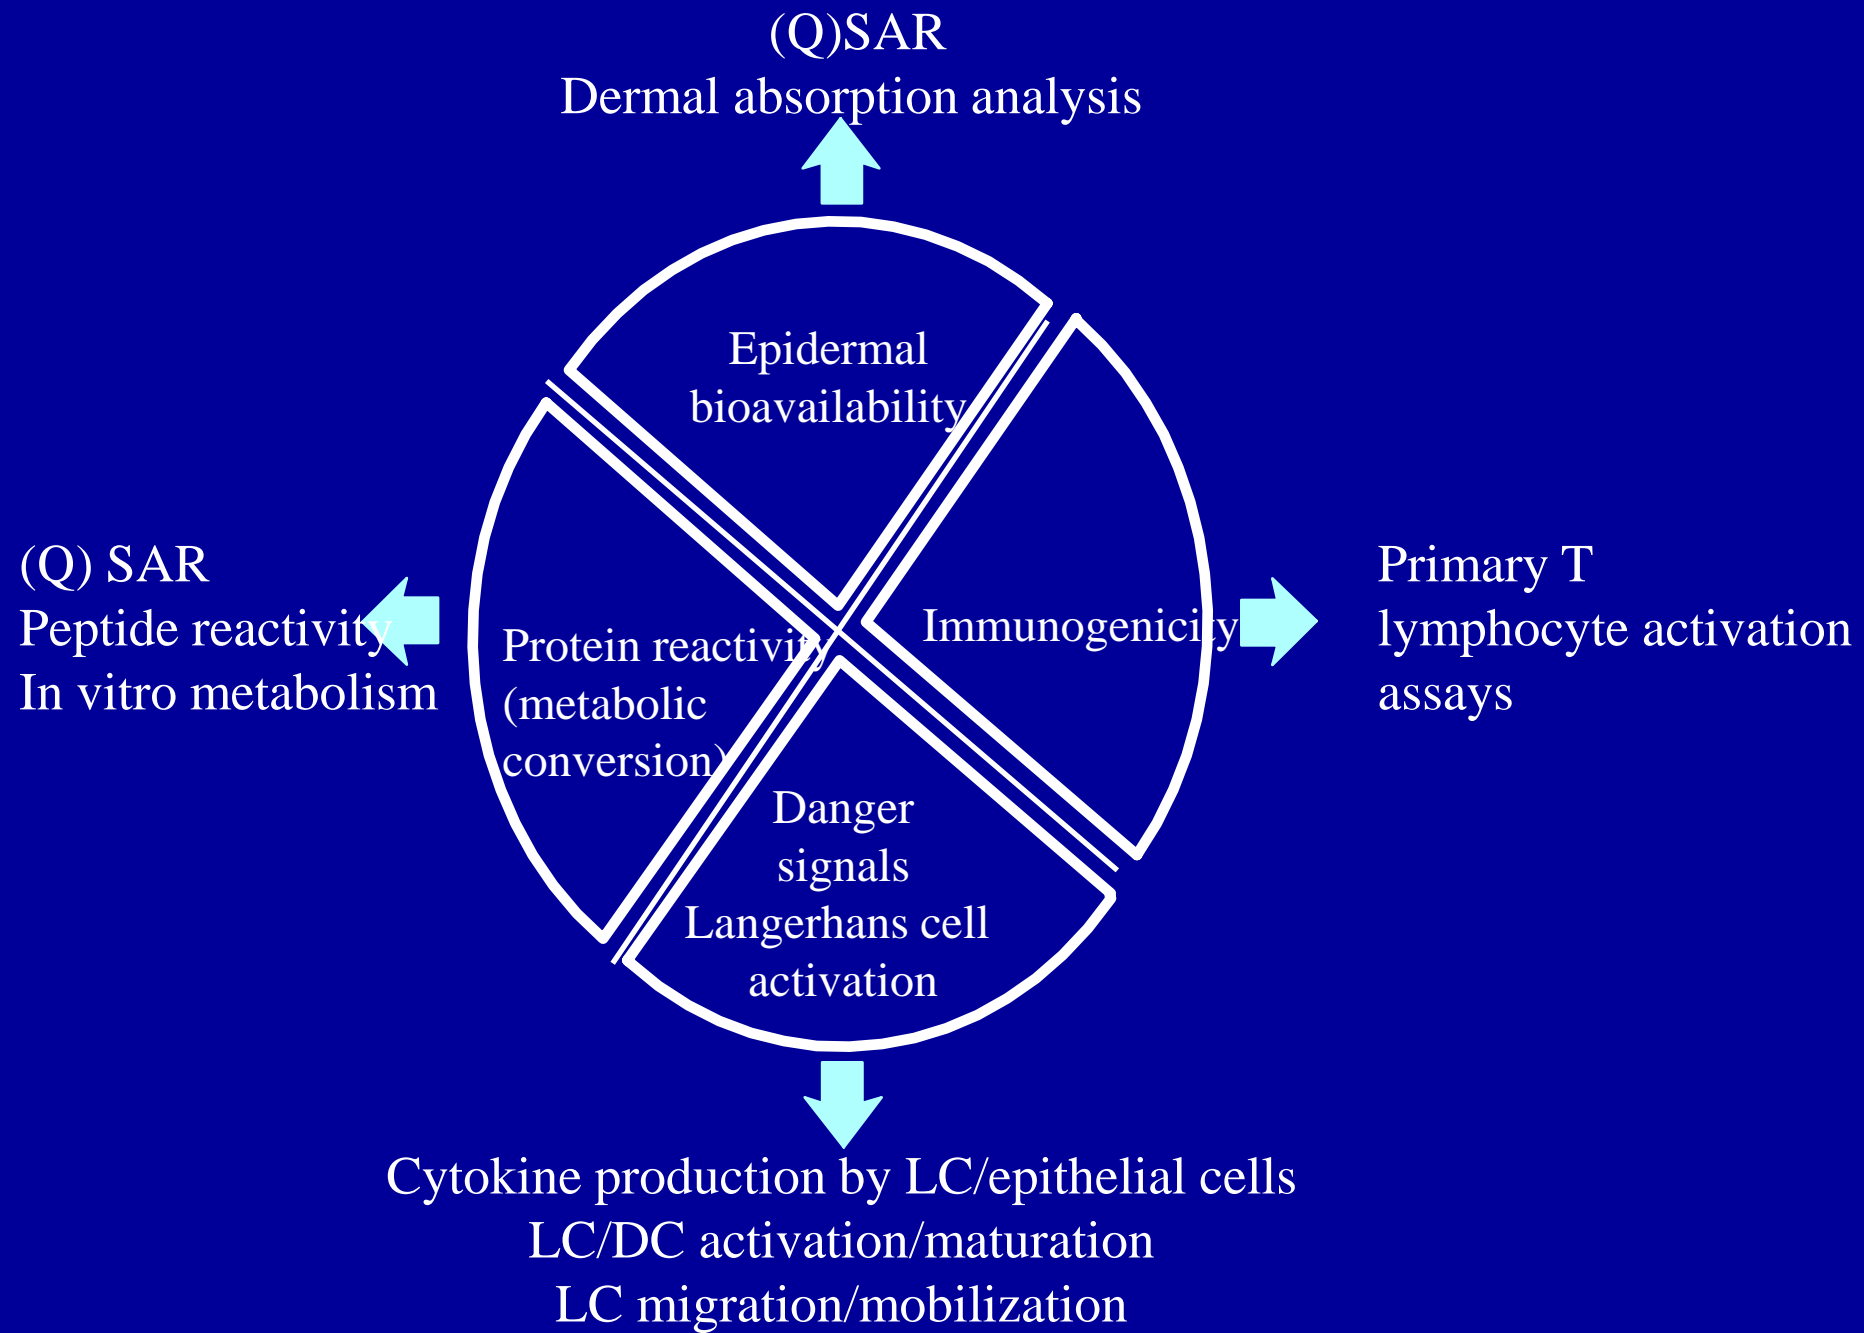 (Q)SAR
Dermal absorption analysis
Epidermal
bioavailability
(Q) SAR
Peptide reactivity
In vitro metabolism
Protein reactivity
(metabolic
conversion)
Immunogenicity
Primary T
lymphocyte activation
assays
Danger
signals
Langerhans cell
activation
Cytokine production by LC/epithelial cells
LC/DC activation/maturation
LC migration/mobilization